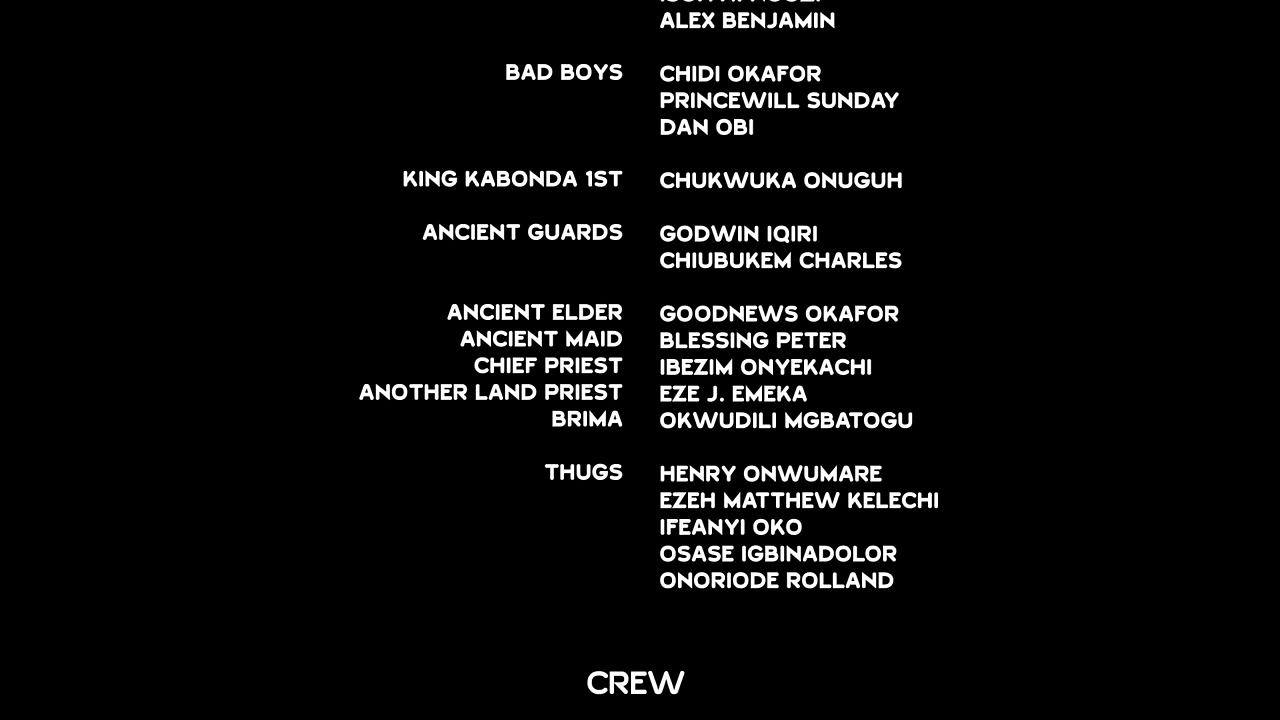 ALEX BENJAMIN
BAD BOYS CHIDI OKAFOR
PRINCEWILL SUNDAY
DAN OBI
KING KABONDA 1ST CHUKWUKA ONUGUH
ANCIENT GUARDS GODWIN IQIRI
CHIUBUKEM CHARLES
ANCIENT ELDER GOODNEWS OKAFOR
ANCIENT MAID BLESSING PETER
CHIEF PRIEST IBEZIM ONYEKACHI
ANOTHER LAND PRIEST EZE J. EMEKA
BRIMA OKWUDILI MGBATOGU
THUGS HENRY ONWUMARE
EZEH MATTHEW KELECHI
IFEANYI OKO
OSASE IGBINADOLOR
ONORIODE ROLLAND
CREW